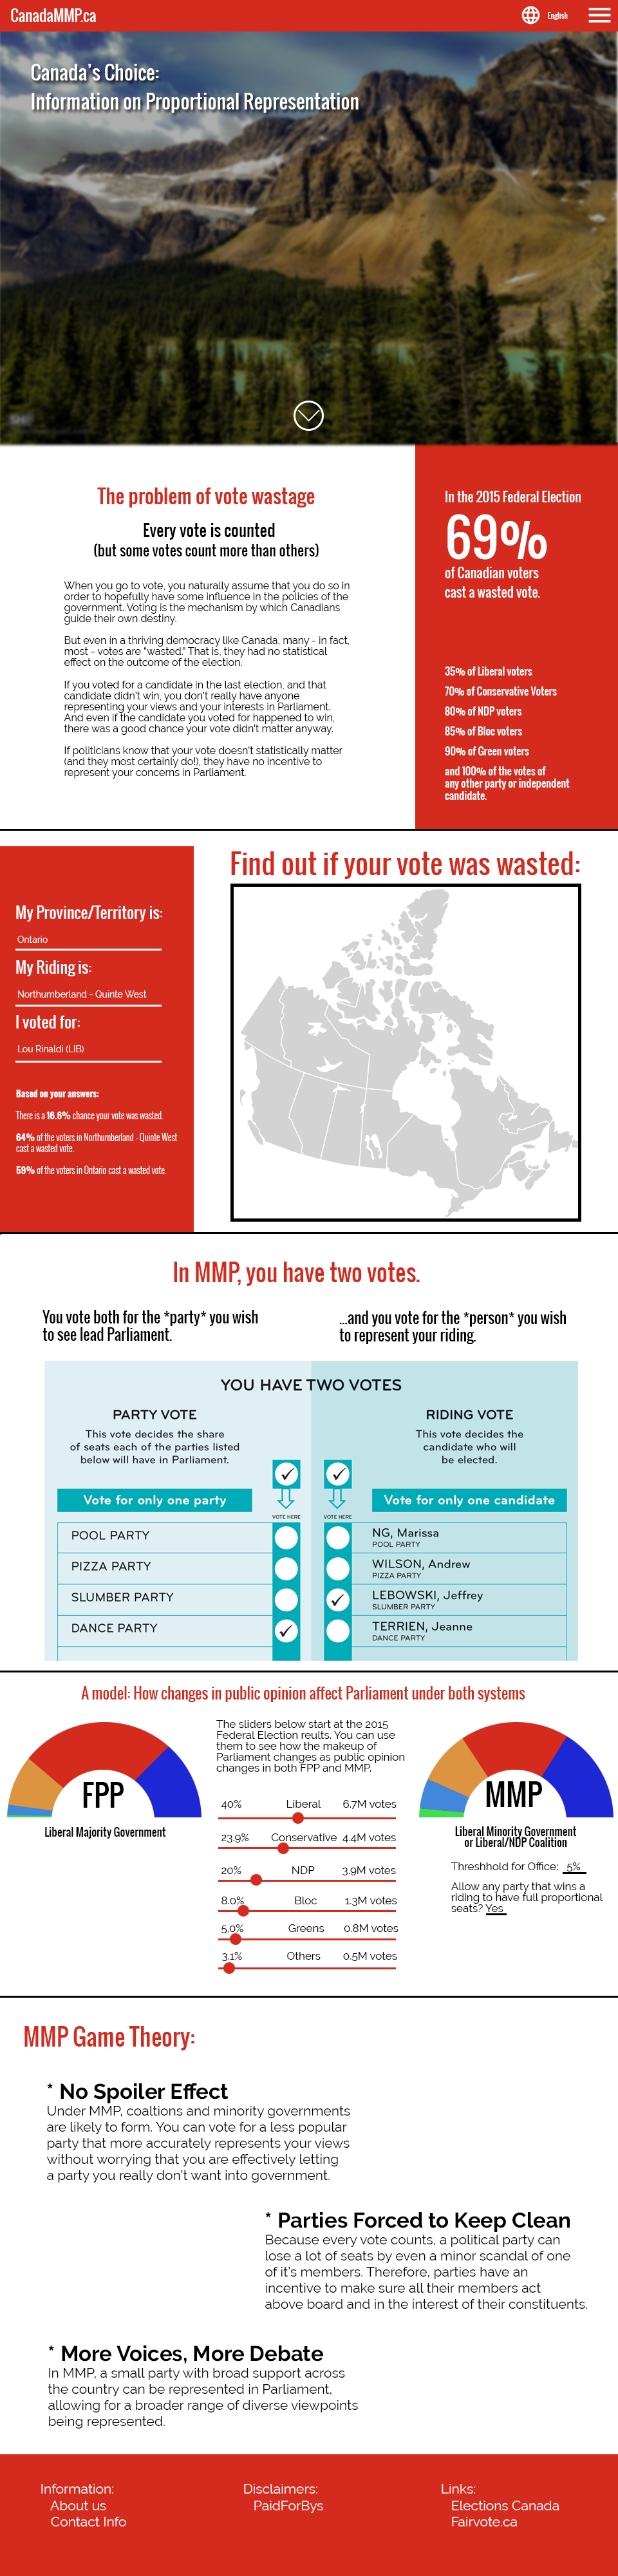 CanadaMMP.ca
English
Canada's Choice:
Information on Proportional Representation
The problem of vote wastage
Every vote is counted
(but some votes count more than others)
When you go to vote, you naturally assume that you do so in
order to hopefully have some influence in the policies of the
government. Voting is the mechanism by which Canadians
guide their own destiny.
But even in a thriving democracy like Canada, many - in fact,
most - votes are “wasted.” That is, they had no statistical
effect on the outcome of the election.
If you voted for a candidate in the last election, and that
candidate didn't win, you don't really have anyone
representing your views and your interests in Parliament.
And even if the candidate you voted for happened to win,
there was a good chance your vote didn't matter anyway.
If politicians know that your vote doesn't statistically matter
(and they most certainly do!), they have no incentive to
represent your concerns in Parliament.
In the 2015 Federal Election
69%
of Canadian voters
cast a wasted vote.
35% of Liberal voters
70% of Conservative Voters
80% of NDP voters
85% of Bloc voters
90% of Green voters
and 100% of the votes of
any other party or independent
candidate.
My Province/Territory is:
Ontario
My Riding is:
Northumberland - Quinte West
I voted for:
Lou Rinaldi (LIB)
Based on your answers:
There is a 16.6% chance your vote was wasted.
64% of the voters in Northumberland - Quinte West
cast a wasted vote.
59% of the voters in Ontario cast a wasted vote.
Find out if your vote was wasted:
In MMP, you have two votes.
You vote both for the *party* you wish
to see lead Parliament.
...and you vote for the *person* you wish
to represent your riding.
YOU HAVE TWO VOTES
PARTY VOTE
This vote decides the share
of seats each of the parties listed
below will have in Parliament.
Vote for only one party
VOTE HERE
POOL PARTY
PIZZA PARTY
SLUMBER PARTY
DANCE PARTY
RIDING VOTE
This vote decides the
candidate who will
be elected.
VOTE HERE
Vote for only one candidate
NG, Marissa
POOL PARTY
WILSON, Andrew
PIZZA PARTY
LEBOWSKI, Jeffrey
SLUMBER PARTY
TERRIEN, Jeanne
DANCE PARTY
A model: How changes in public opinion affect Parliament under both systems
FPP
Liberal Majority Government
The sliders below start at the 2015
Federal Election reults. You can use
them to see how the makeup of
Parliament changes as public opinion
changes in both FPP and MMP.
40% Liberal 6.7M votes
23.9% Conservative 4.4M votes
20% NDP 3.9M votes
8.0% Bloc 1.3M votes
5.0% Greens 0.8M votes
3.1% Others 0.5M votes
MMP
Liberal Minority Government
or Liberal/NDP Coalition
Threshhold for Office: 5%
Allow any party that wins a
riding to have full proportional
seats? Yes
MMP Game Theory:
* No Spoiler Effect
Under MMP, coaltions and minority governments
are likely to form. You can vote for a less popular
party that more accurately represents your views
without worrying that you are effectively letting
a party you really don't want into government.
* Parties Forced to Keep Clean
Because every vote counts, a political party can
lose a lot of seats by even a minor scandal of one
of it's members. Therefore, parties have an
incentive to make sure all their members act
above board and in the interest of their constituents.
* More Voices, More Debate
In MMP, a small party with broad support across
the country can be represented in Parliament,
allowing for a broader range of diverse viewpoints
being represented.
Information:
About us
Contact Info
Disclaimers:
PaidForBys
Links:
Elections Canada
Fairvote.ca